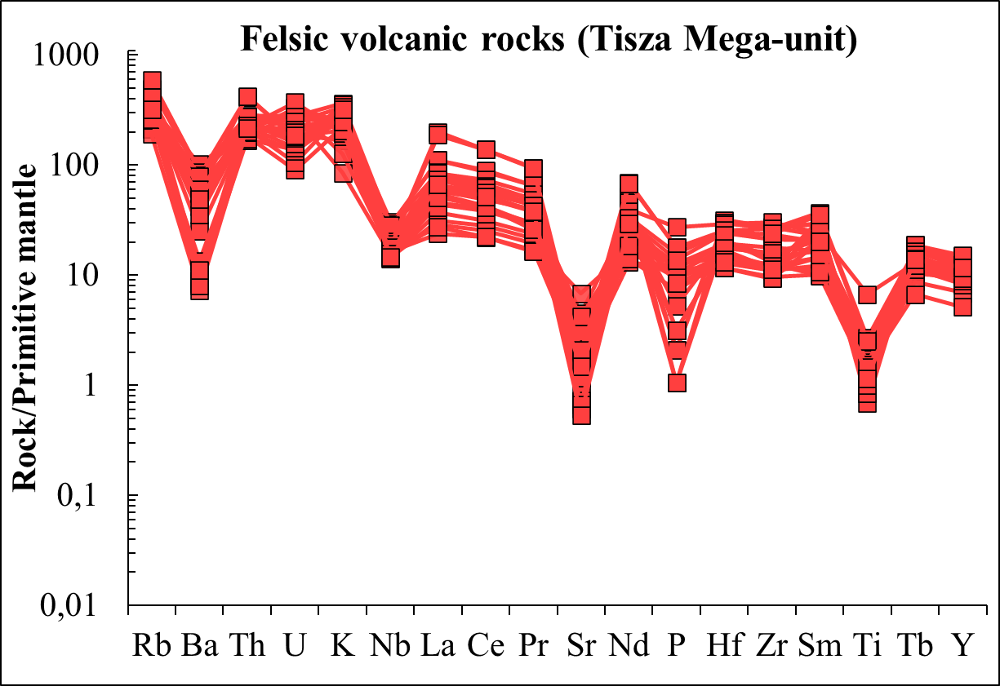 Felsic volcanic rocks (Tisza Mega-unit)
Rock/Primitive mantle
1000
100
10
1
0,1
0,01
Rb Ba Th U K Nb La Ce Pr Sr Nd P Hf Zr Sm Ti Tb Y